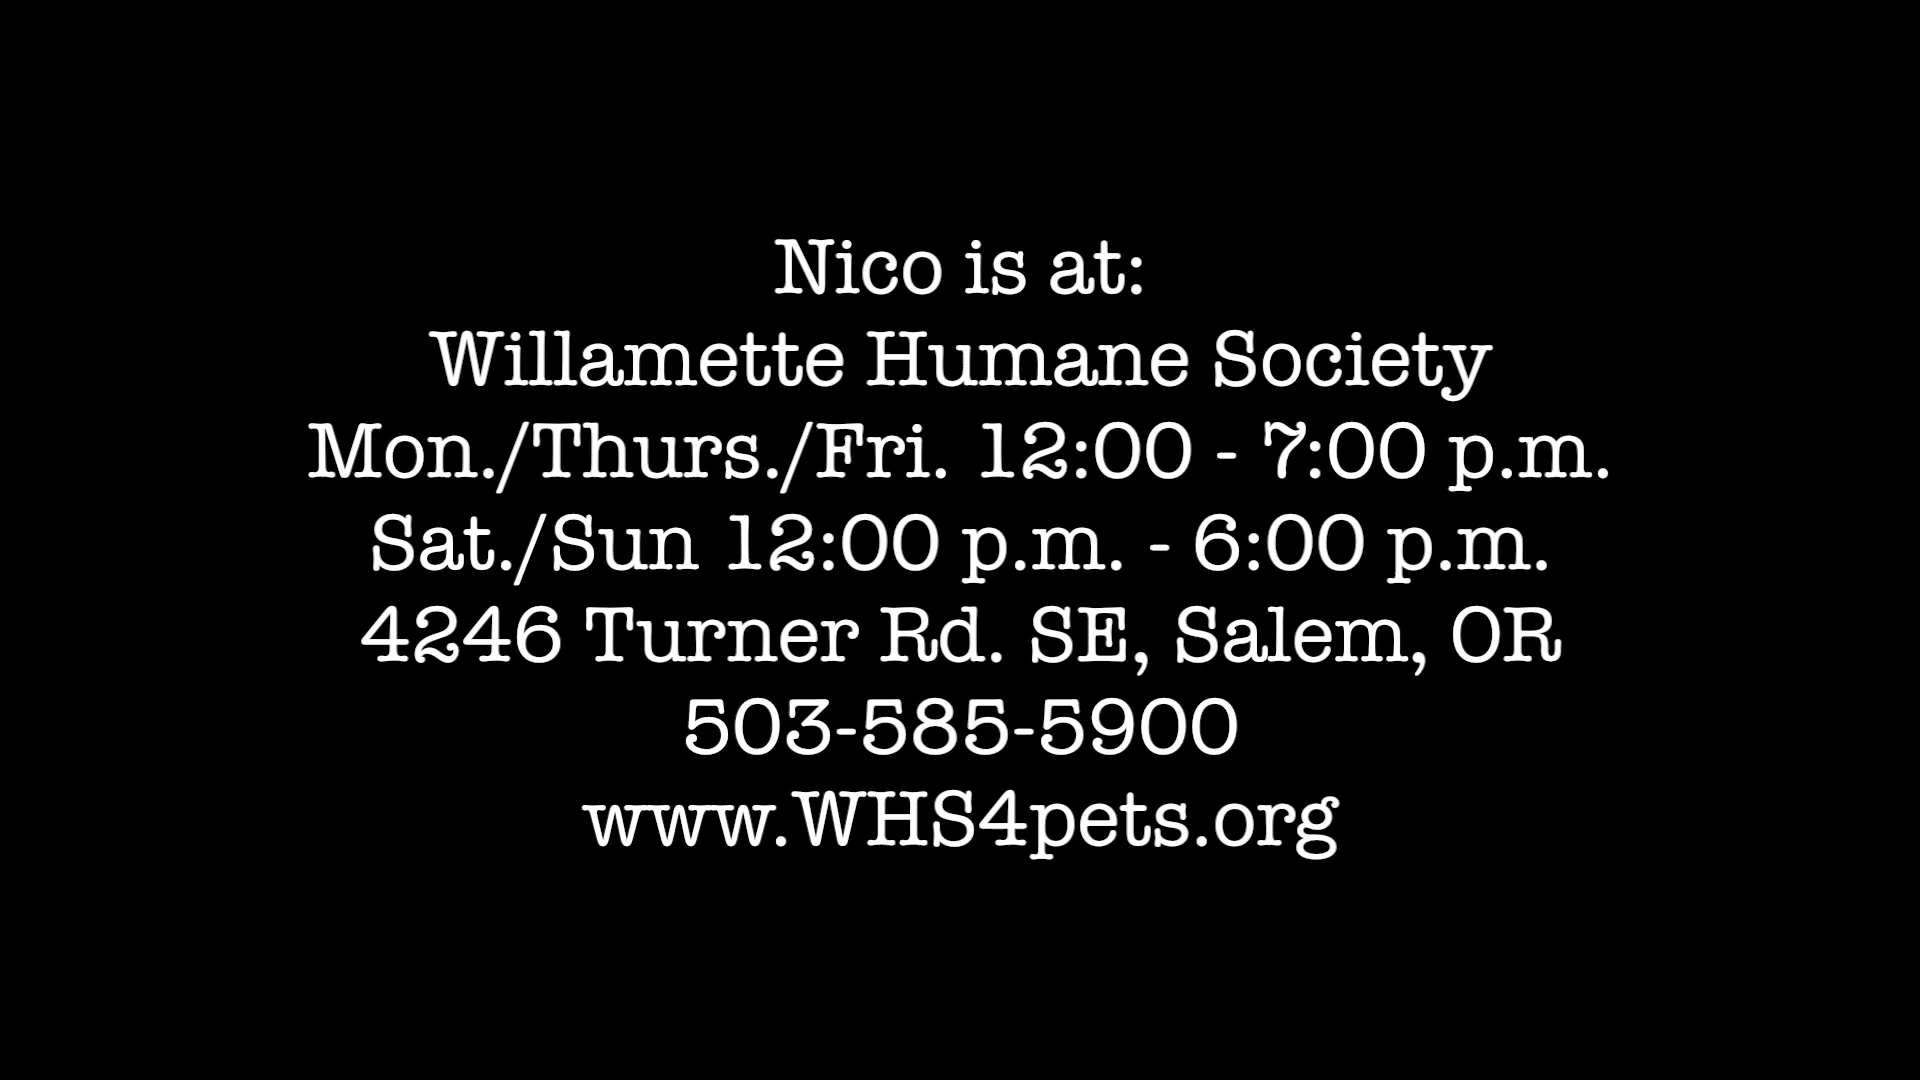 Nico is at:
Willamette Humane Society
Mon./Thurs./Fri. 12:00 - 7:00 p.m.
Sat./Sun 12:00 p.m. - 6:00 p.m.
4246 Turner Rd. SE, Salem, OR
503-585-5900
www.WHS4pets.org